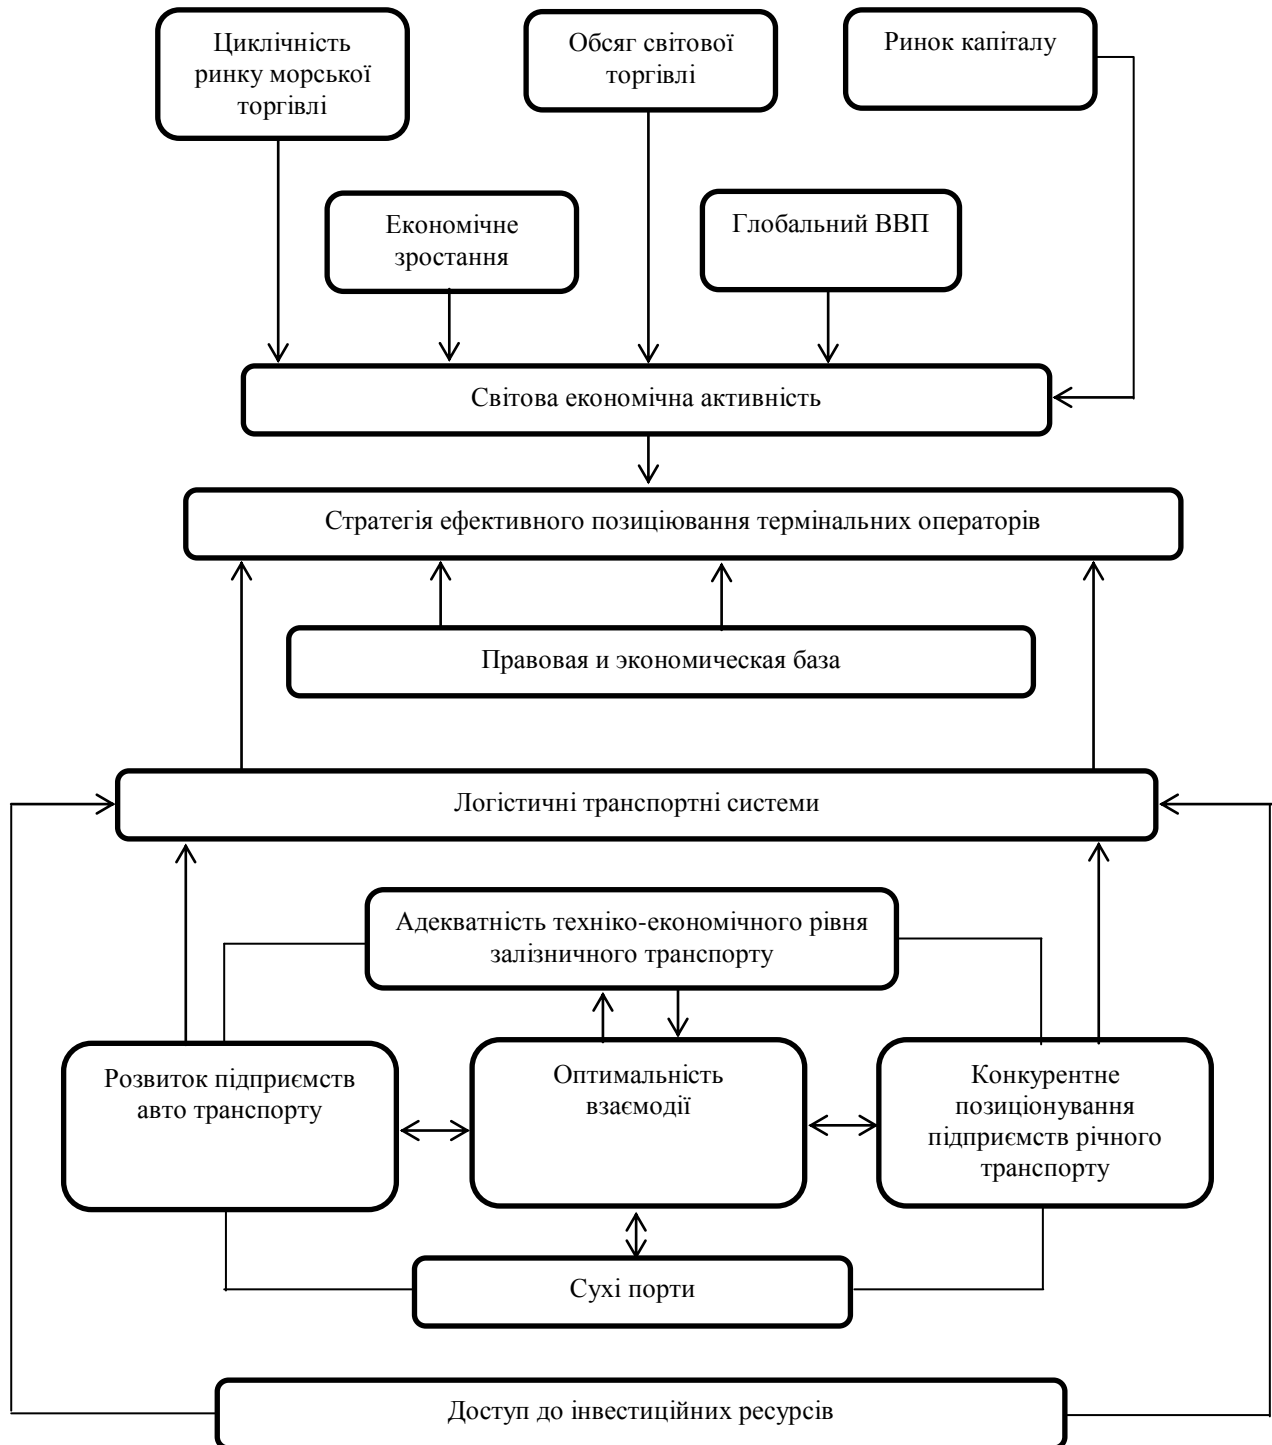 Циклічність
ринку морської
торгівлі
Обсяг світової
торгівлі
Ринок капіталу
Економічне
зростання
Глобальний ВВП
Світова економічна активність
Стратегія ефективного позиціювання термінальних операторів
Правовая и экономическая база
Логістичні транспортні системи
Адекватність техніко-економічного рівня
залізничного транспорту
Розвиток підприємств
авто транспорту
Оптимальність
взаємодії
Конкурентне
позиціонування
підприємств річного
транспорту
Сухі порти
Доступ до інвестиційних ресурсів